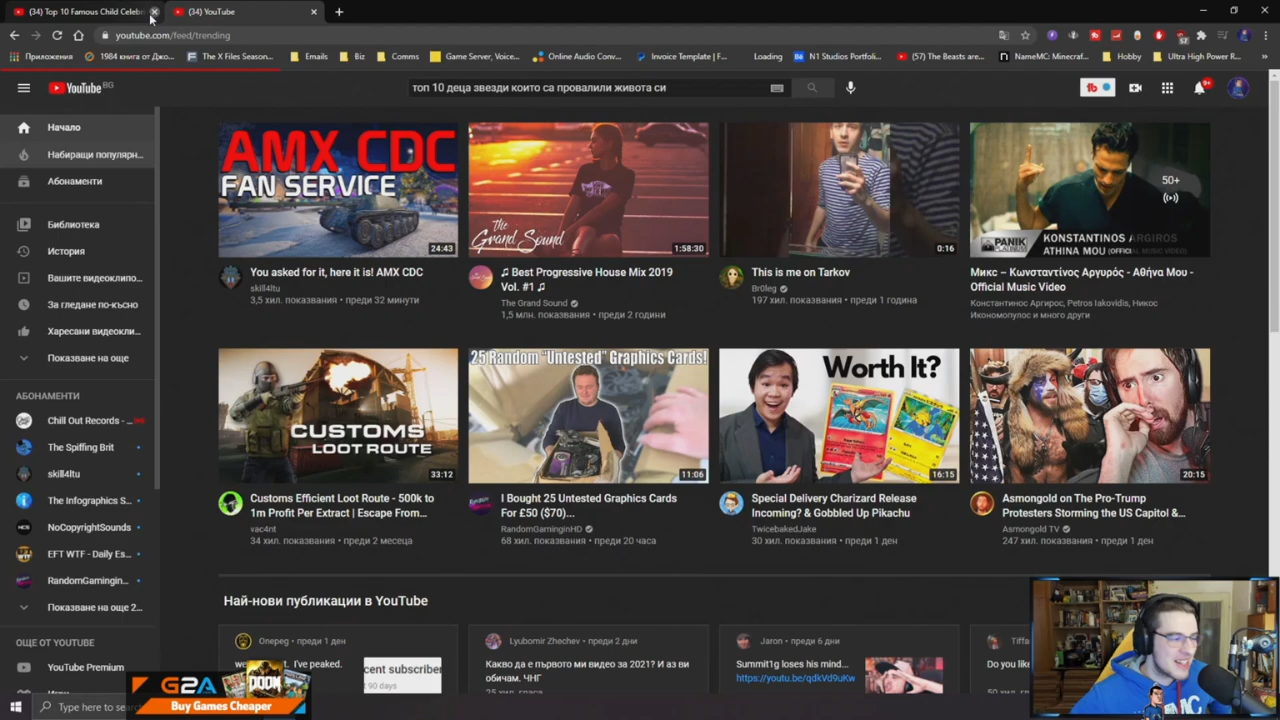 (34) Top 10 Famous Child Celebr
(34) YouTube
youtube.com/feed/trending
Приложения
1984 книга от Джо...
The X Files Season...
Emails
Biz
Comms
Game Server, Voice...
Online Audio Conv...
Invoice Template | F...
Loading
N1 Studios Portfoli...
(57) The Beasts are...
NameMC: Minecraf...
Hobby
Ultra High Power R...
YouTube BG
топ 10 деца звезди които са провалили живота си
9+
Начало
Набиращи популярн...
Абонаменти
Библиотека
История
Вашите видеоклипо...
За гледане по-късно
Харесани видеокли...
Показване на още
АБОНАМЕНТИ
Chill Out Records - ...
The Spiffing Brit
skill4ltu
The Infographics S...
NoCopyrightSounds
EFT WTF - Daily Es...
RandomGamingin...
Показване на още 2...
ОЩЕ ОТ YOUTUBE
YouTube Premium
AMX CDC
FAN SERVICE
24:43
You asked for it, here it is! AMX CDC
skill4ltu
3,5 хил. показвания • преди 32 минути
The Grand Sound
1:58:30
♫ Best Progressive House Mix 2019
Vol. #1 ♫
The Grand Sound
1,5 млн. показвания • преди 2 години
0:16
This is me on Tarkov
Br0leg
197 хил. показвания • преди 1 година
50+
PANIK PLATINUM
KONSTANTINOS ARGIROS
ATHINA MOU (OFFICIAL MUSIC VIDEO)
Микс – Κωνσταντίνος Αργυρός - Αθήνα Μου -
Official Music Video
Константинос Аргирос, Petros Iakovidis, Никос
Икономопулос и много други
CUSTOMS
LOOT ROUTE
33:12
Customs Efficient Loot Route - 500k to
1m Profit Per Extract | Escape From...
vac4nt
34 хил. показвания • преди 2 месеца
25 Random "Untested" Graphics Cards!
11:06
I Bought 25 Untested Graphics Cards
For £50 ($70)...
RandomGaminginHD
68 хил. показвания • преди 20 часа
Worth It?
16:15
Special Delivery Charizard Release
Incoming? & Gobbled Up Pikachu
TwicebakedJake
30 хил. показвания • преди 1 ден
20:15
Asmongold on The Pro-Trump
Protesters Storming the US Capitol &...
Asmongold TV
247 хил. показвания • преди 1 ден
Най-нови публикации в YouTube
Onepeg • преди 1 ден
I've peaked.
cent subscriber
90 days
Lyubomir Zhechev • преди 2 дни
Какво да е първото ми видео за 2021? И аз ви
обичам. ЧНГ
Jaron • преди 6 дни
Summit1g loses his mind...
https://youtu.be/qdkVd9uKw
Tiffa
Do you like
G2A
Buy Games Cheaper
DOOM
Type here to searc